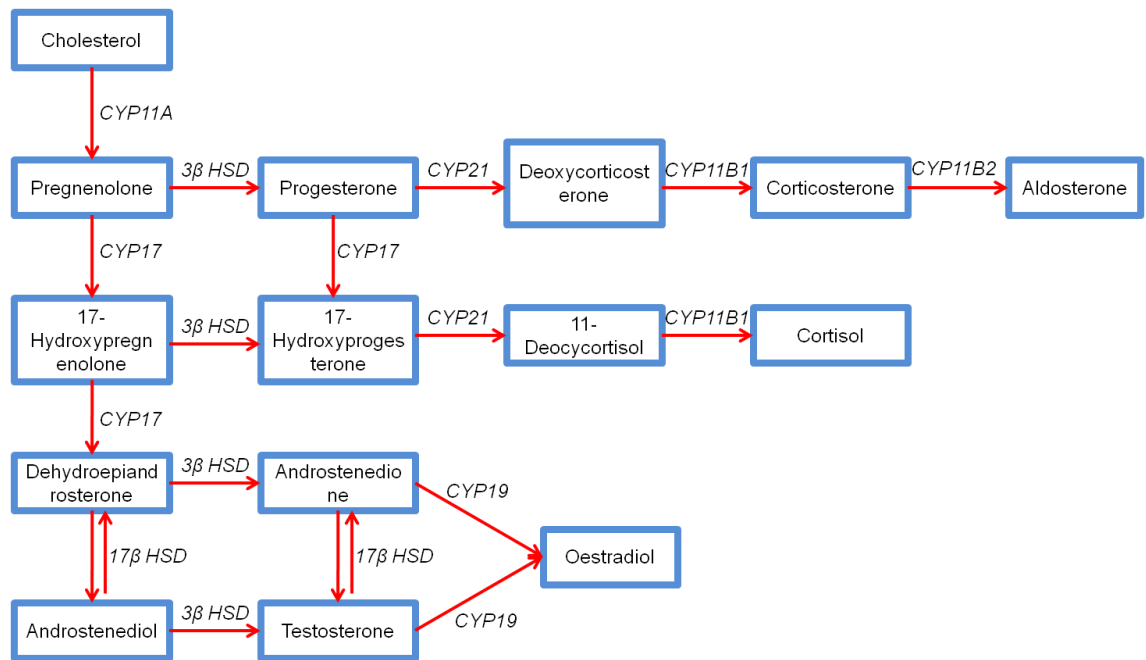 Cholesterol
CYP11A
3β HSD
CYP21
CYP11B1
CYP11B2
Pregnenolone
Progesterone
Deoxycorticost
erone
Corticosterone
Aldosterone
CYP17
CYP17
17-
Hydroxypregn
enolone
3β HSD
17-
Hydroxyproges
terone
CYP21
11-
Deocycortisol
CYP11B1
Cortisol
CYP17
Dehydroepiand
rosterone
3β HSD
Androstenedio
ne
CYP19
17β HSD
17β HSD
Oestradiol
Androstenediol
3β HSD
Testosterone
CYP19